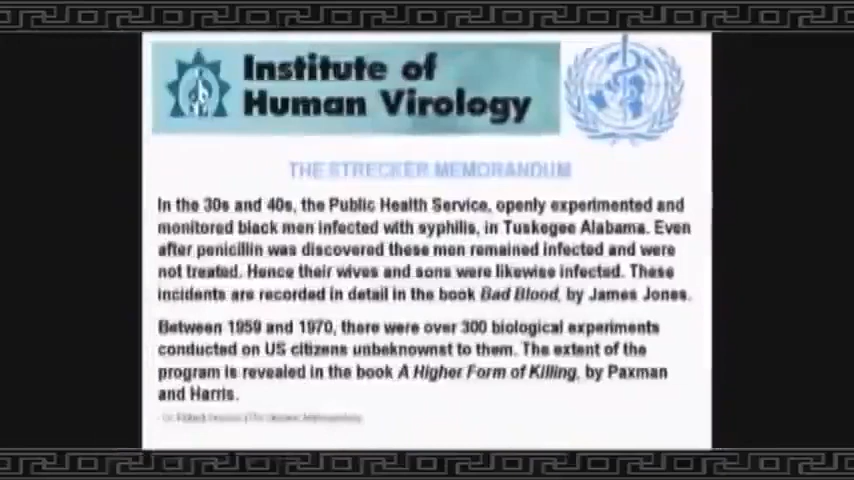 Institute of
Human Virology
THE STRECKER MEMORANDUM
In the 30s and 40s, the Public Health Service, openly experimented and
monitored black men infected with syphilis, in Tuskegee Alabama. Even
after penicillin was discovered these men remained infected and were
not treated. Hence their wives and sons were likewise infected. These
incidents are recorded in detail in the book Bad Blood, by James Jones.
Between 1959 and 1970, there were over 300 biological experiments
conducted on US citizens unbeknownst to them. The extent of the
program is revealed in the book A Higher Form of Killing, by Paxman
and Harris.